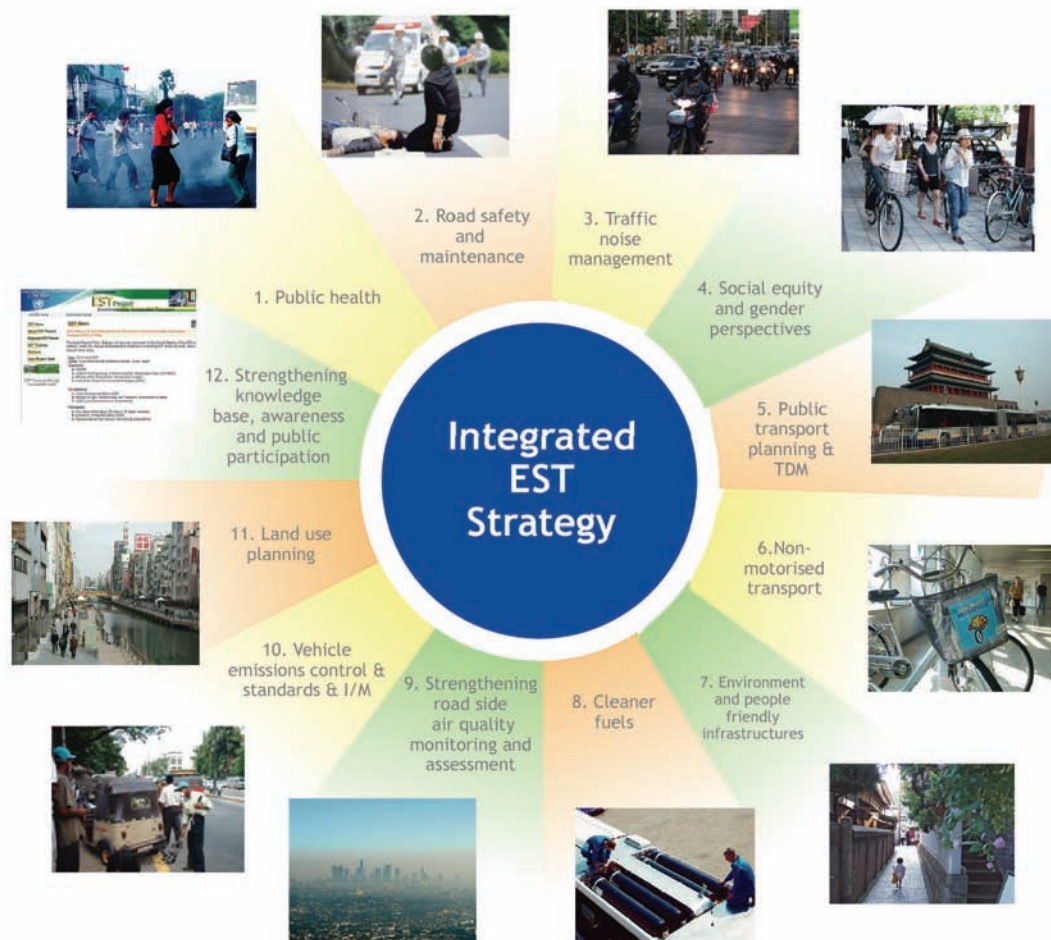 Integrated
EST
Strategy
1. Public health
2. Road safety
and
maintenance
3. Traffic
noise
management
4. Social equity
and gender
perspectives
5. Public
transport
planning &
TDM
6.Non-
motorised
transport
7. Environment
and people
friendly
infrastructures
8. Cleaner
fuels
9. Strengthening
road side
air quality
monitoring and
assessment
10. Vehicle
emissions control &
standards & I/M
11. Land use
planning
12. Strengthening
knowledge
base, awareness
and public
participation
EST